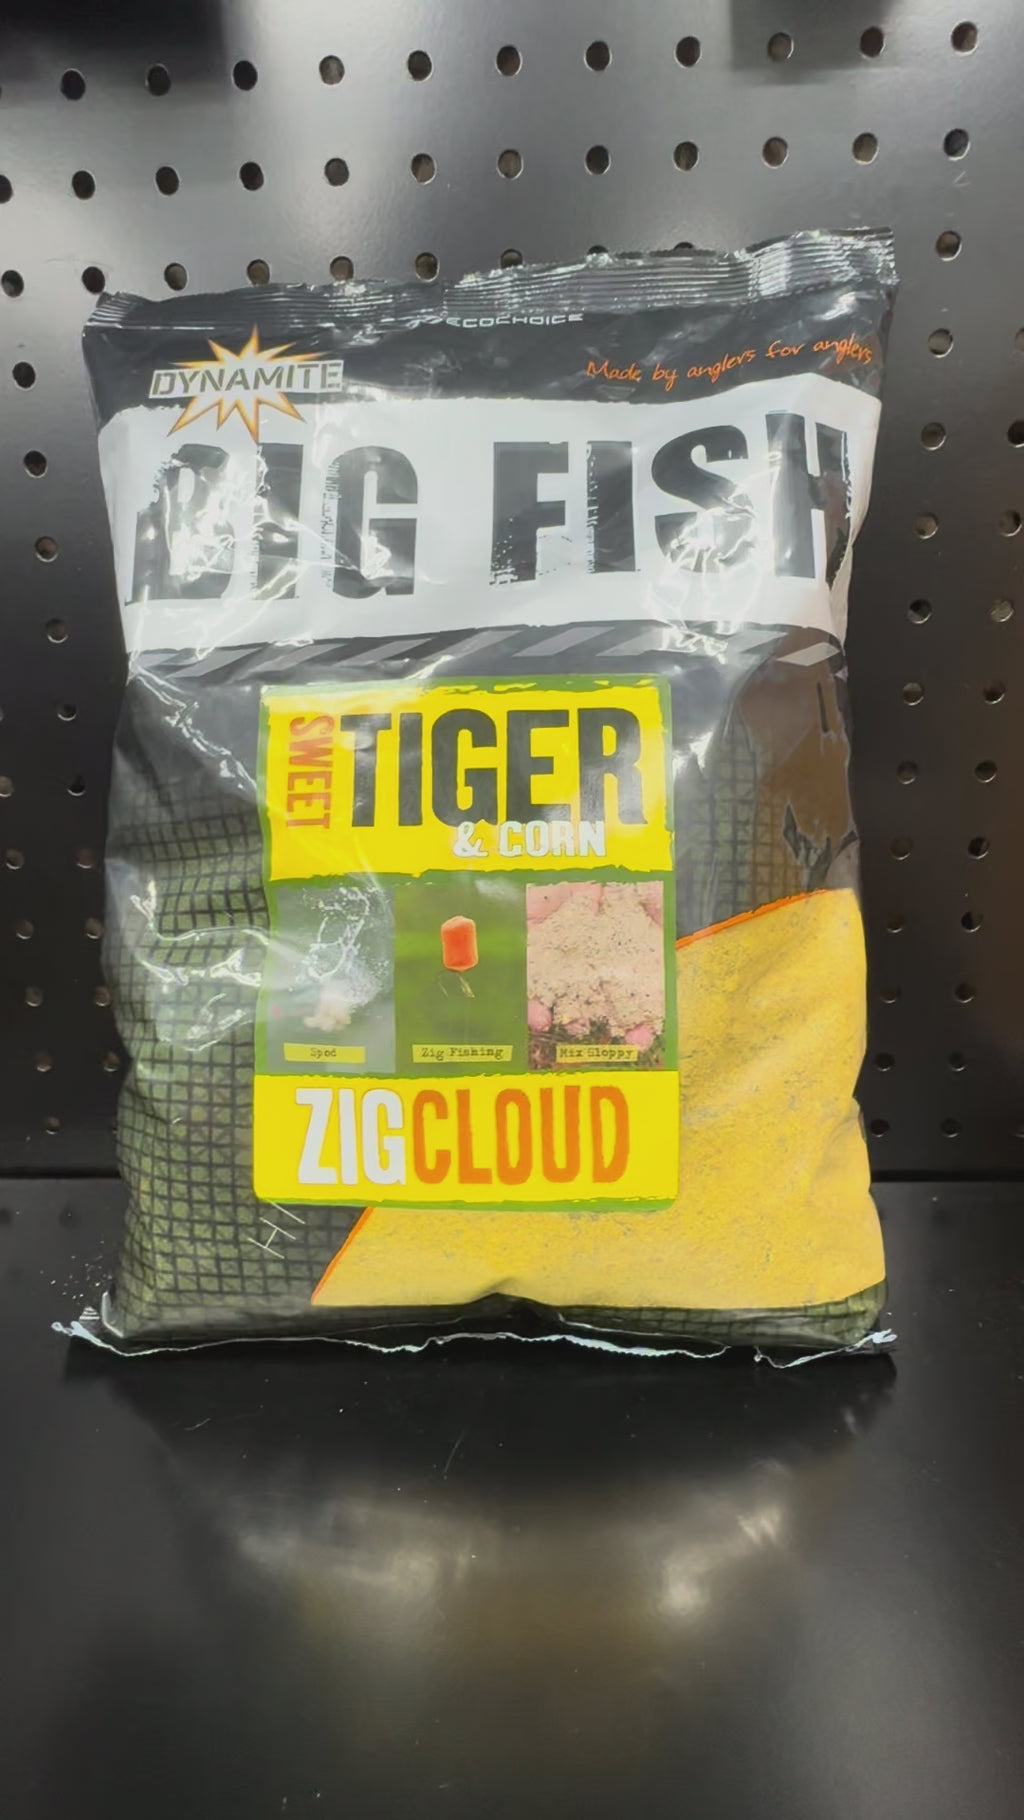 ECOCHOICE
DYNAMITE
Made by anglers for anglers
BIG FISH
SWEET
TIGER
& CORN
Spod
Zig Fishing
Mix Sloppy
ZIGCLOUD